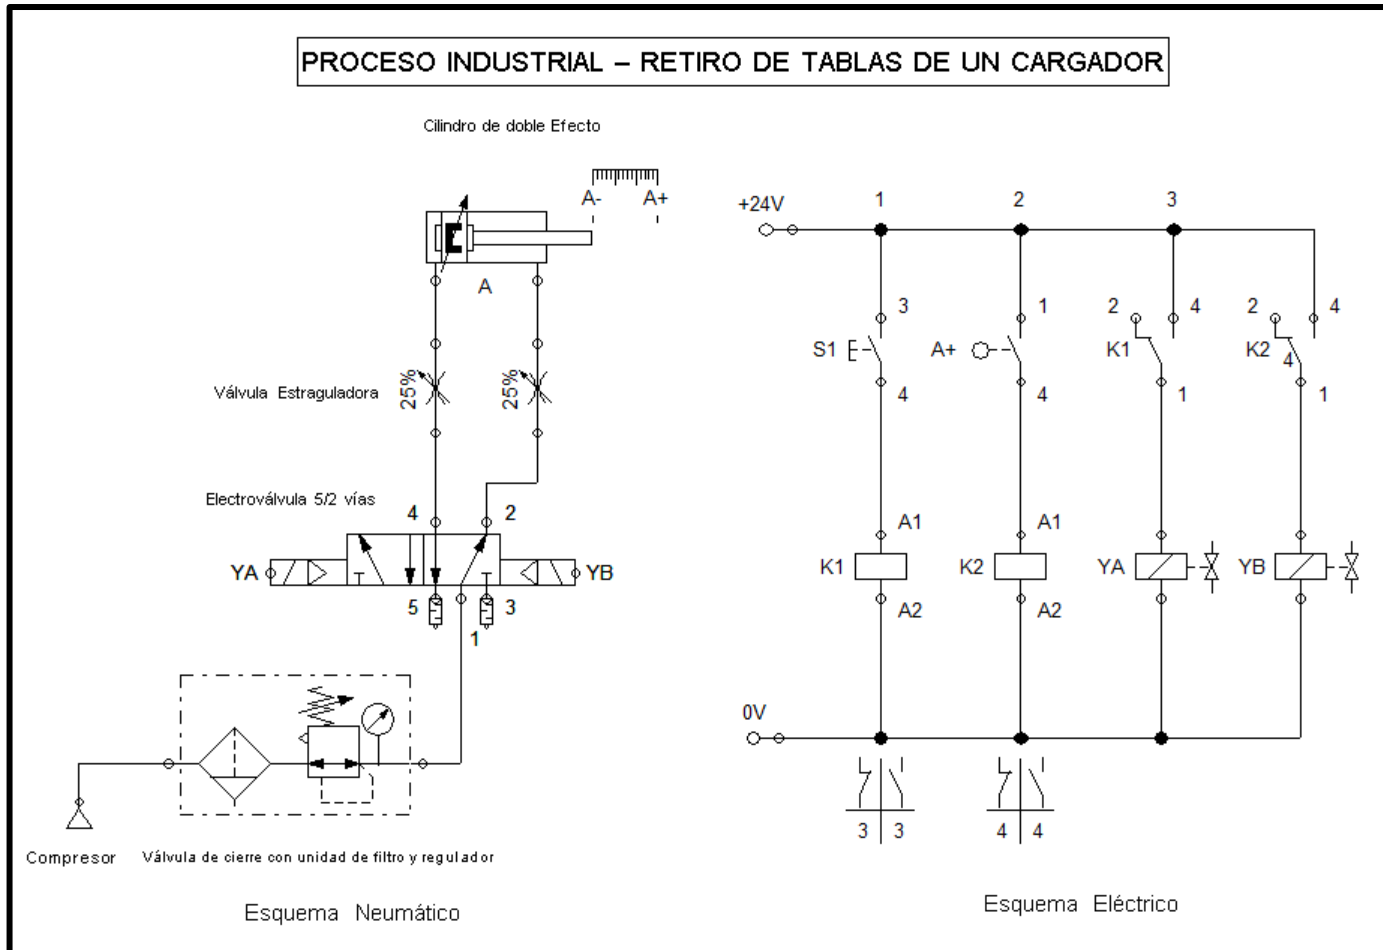 PROCESO INDUSTRIAL – RETIRO DE TABLAS DE UN CARGADOR
Cilindro de doble Efecto
A- A+
A
Válvula Estraguladora
25% 25%
Electroválvula 5/2 vías
4 2
YA YB
5 3
1
Compresor
Válvula de cierre con unidad de filtro y regulador
Esquema Neumático
1 2 3
+24V
3 1 2 4 2 4
S1 A+ K1 K2 4
4 4 1 1
A1 A1
K1 K2 YA YB
A2 A2
0V
3 3 4 4
Esquema Eléctrico